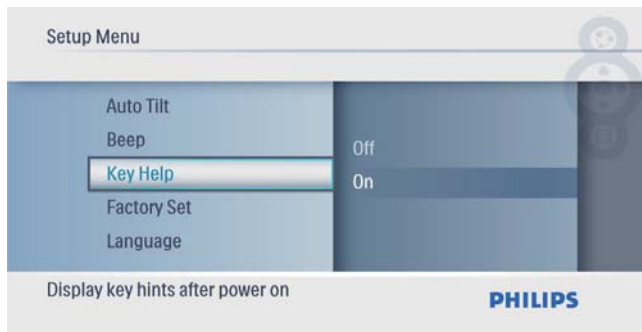 Setup Menu
Auto Tilt
Beep
Key Help
Factory Set
Language
Off
On
Display key hints after power on
PHILIPS